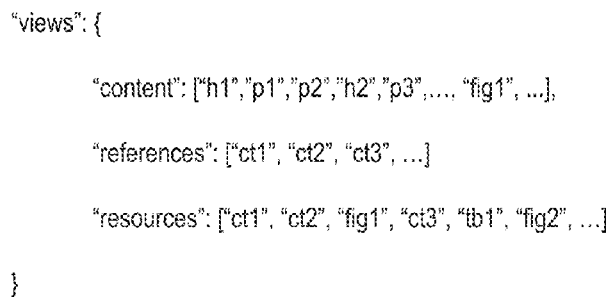 “views”: {
“content”: [“h1”,”p1”,”p2”,”h2”,”p3”,…, “fig1”, ...],
“references”: [“ct1”, “ct2”, “ct3”, …]
“resources”: [“ct1”, “ct2”, “fig1”, “ct3”, “tb1”, “fig2”, …]
}